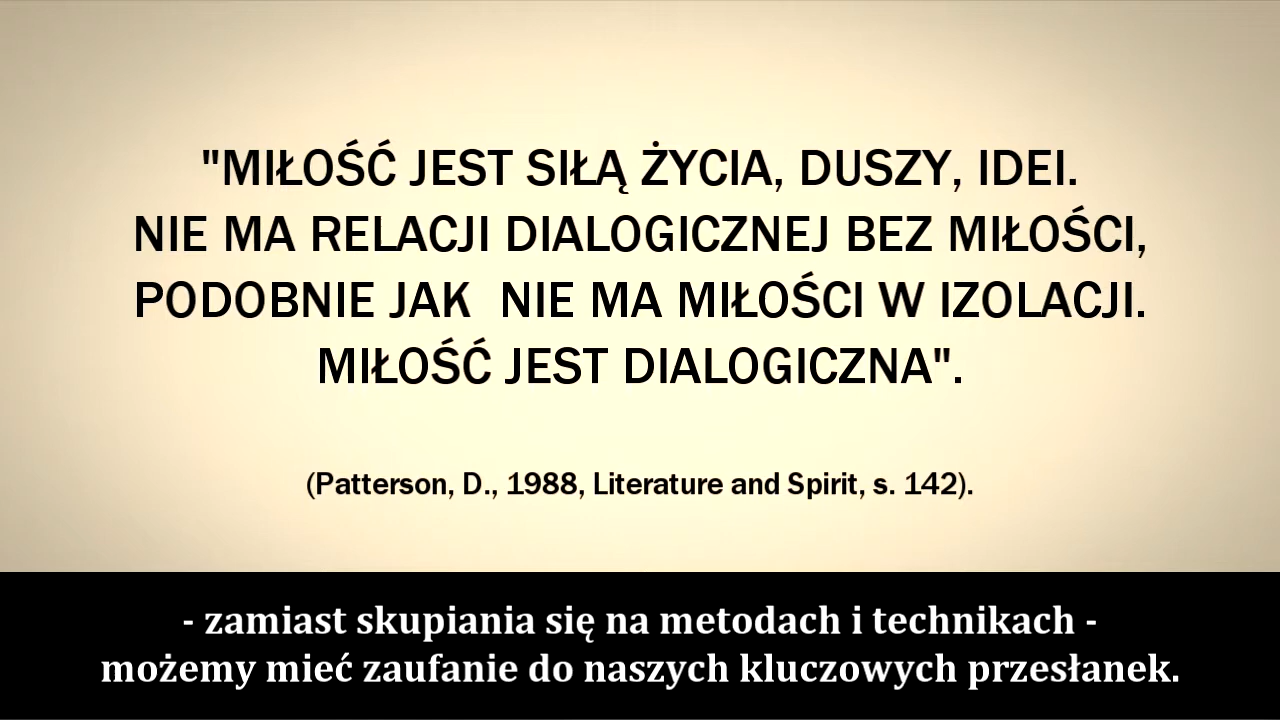 "MIŁOŚĆ JEST SIŁĄ ŻYCIA, DUSZY, IDEI.
NIE MA RELACJI DIALOGICZNEJ BEZ MIŁOŚCI,
PODOBNIE JAK  NIE MA MIŁOŚCI W IZOLACJI.
MIŁOŚĆ JEST DIALOGICZNA".
(Patterson, D., 1988, Literature and Spirit, s. 142).
- zamiast skupiania się na metodach i technikach -
możemy mieć zaufanie do naszych kluczowych przesłanek.